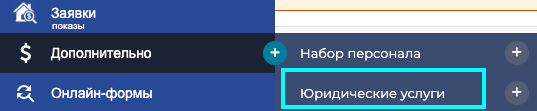 Заявки
показы
Дополнительно
Набор персонала
Онлайн-формы
Юридические услуги